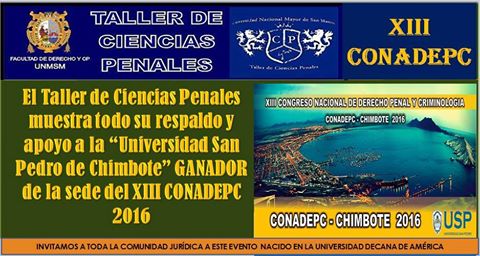 FACULTAD DE DERECHO Y CP
UNMSM
TALLER DE
CIENCIAS
PENALES
Universidad Nacional Mayor de San Marcos
C P
Taller de Ciencias Penales
XIII
CONADEPC
El Taller de Ciencias Penales
muestra todo su respaldo y
apoyo a la “Universidad San
Pedro de Chimbote” GANADOR
de la sede del XIII CONADEPC
2016
XIII CONGRESO NACIONAL DE DERECHO PENAL Y CRIMINOLOGIA
CONADEPC - CHIMBOTE 2016
CONADEPC - CHIMBOTE 2016
USP
INVITAMOS A TODA LA COMUNIDAD JURÍDICA A ESTE EVENTO NACIDO EN LA UNIVERSIDAD DECANA DE AMÉRICA